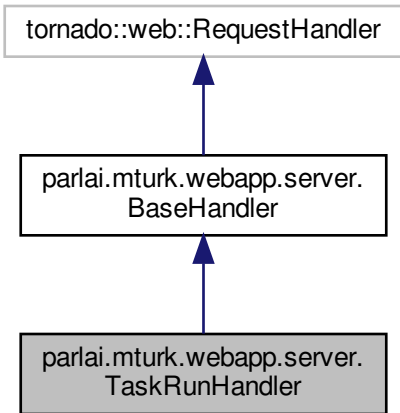 tornado::web::RequestHandler
parlai.mturk.webapp.server.
BaseHandler
parlai.mturk.webapp.server.
TaskRunHandler